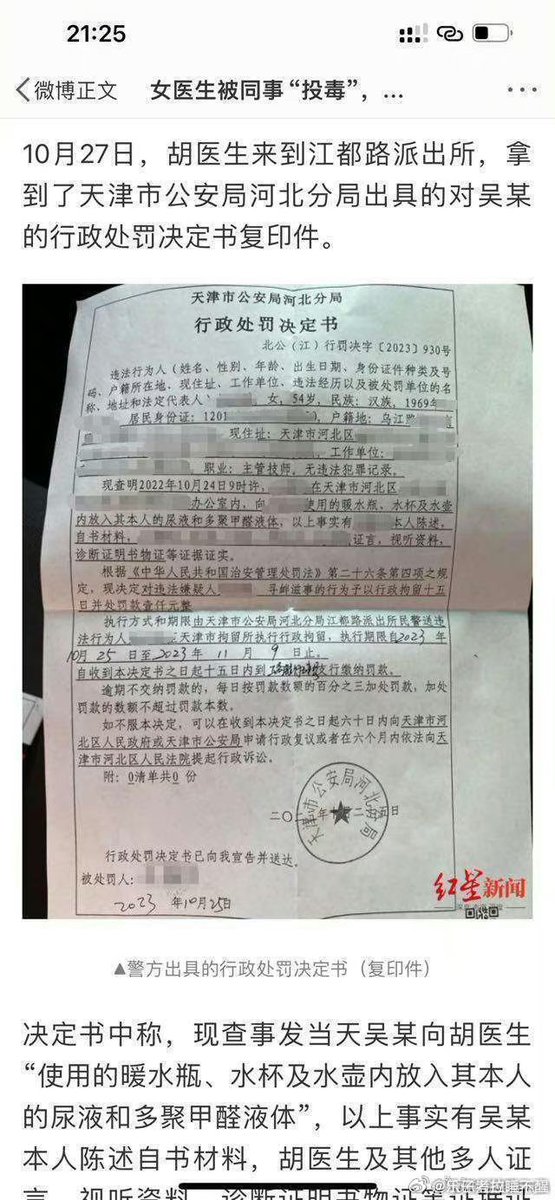 21:25
微博正文
女医生被同事“投毒”，...
10月27日，胡医生来到江都路派出所，拿
到了天津市公安局河北分局出具的对吴某
的行政处罚决定书复印件。
天津市公安局河北分局
行政处罚决定书
北公（江）行罚决字〔2023〕930号
违法行为人（姓名、性别、年龄、出生日期、身份证件种类及号
码、户籍所在地、现住址、工作单位、违法经历以及被处罚单位的名
称、地址和法定代表人） 女，54岁，民族：汉族，1969年
居民身份证：1201 户籍地：乌江
现住址：天津市河北区
工作单位：
职业：主管技师，无违法犯罪记录。
现查明2022年10月24日9时许， 在天津市河北区
办公室内，向 使用的暖水瓶、水杯及水壶
内放入其本人的尿液和多聚甲醛液体，以上事实有 本人陈述，
自书材料， 证言，视听资料，
诊断证明书物证等证据证实。
根据《中华人民共和国治安管理处罚法》第二十六条第四项之规
定，现决定对违法嫌疑人 寻衅滋事的行为予以行政拘留十五
日并处罚款壹仟元整
执行方式和期限由天津市公安局河北分局江都路派出所民警送违
法行为人 天津市拘留所执行行政拘留，执行期限自2023年
10月25日至2023年11月9日止。
自收到本决定书之日起十五日内到 支行缴纳罚款。
逾期不交纳罚款的，每日按罚款数额的百分之三加处罚款，加处
罚款的数额不超过罚款本数。
如不服本决定，可以在收到本决定书之日起六十日内向天津市河
北区人民政府或天津市公安局申请行政复议或者在六个月内依法向天
津市河北区人民法院提起行政诉讼。
附：0清单共0份
天津市公安局河北分局
行政处罚决定书已向我宣告并送达。
被处罚人：
2023年10月25日
红星新闻
▲警方出具的行政处罚决定书（复印件）
决定书中称，现查事发当天吴某向胡医生
“使用的暖水瓶、水杯及水壶内放入其本人
的尿液和多聚甲醛液体”，以上事实有吴某
本人陈述自书材料，胡医生及其他多人证
言，视听资料，诊断证明书物证